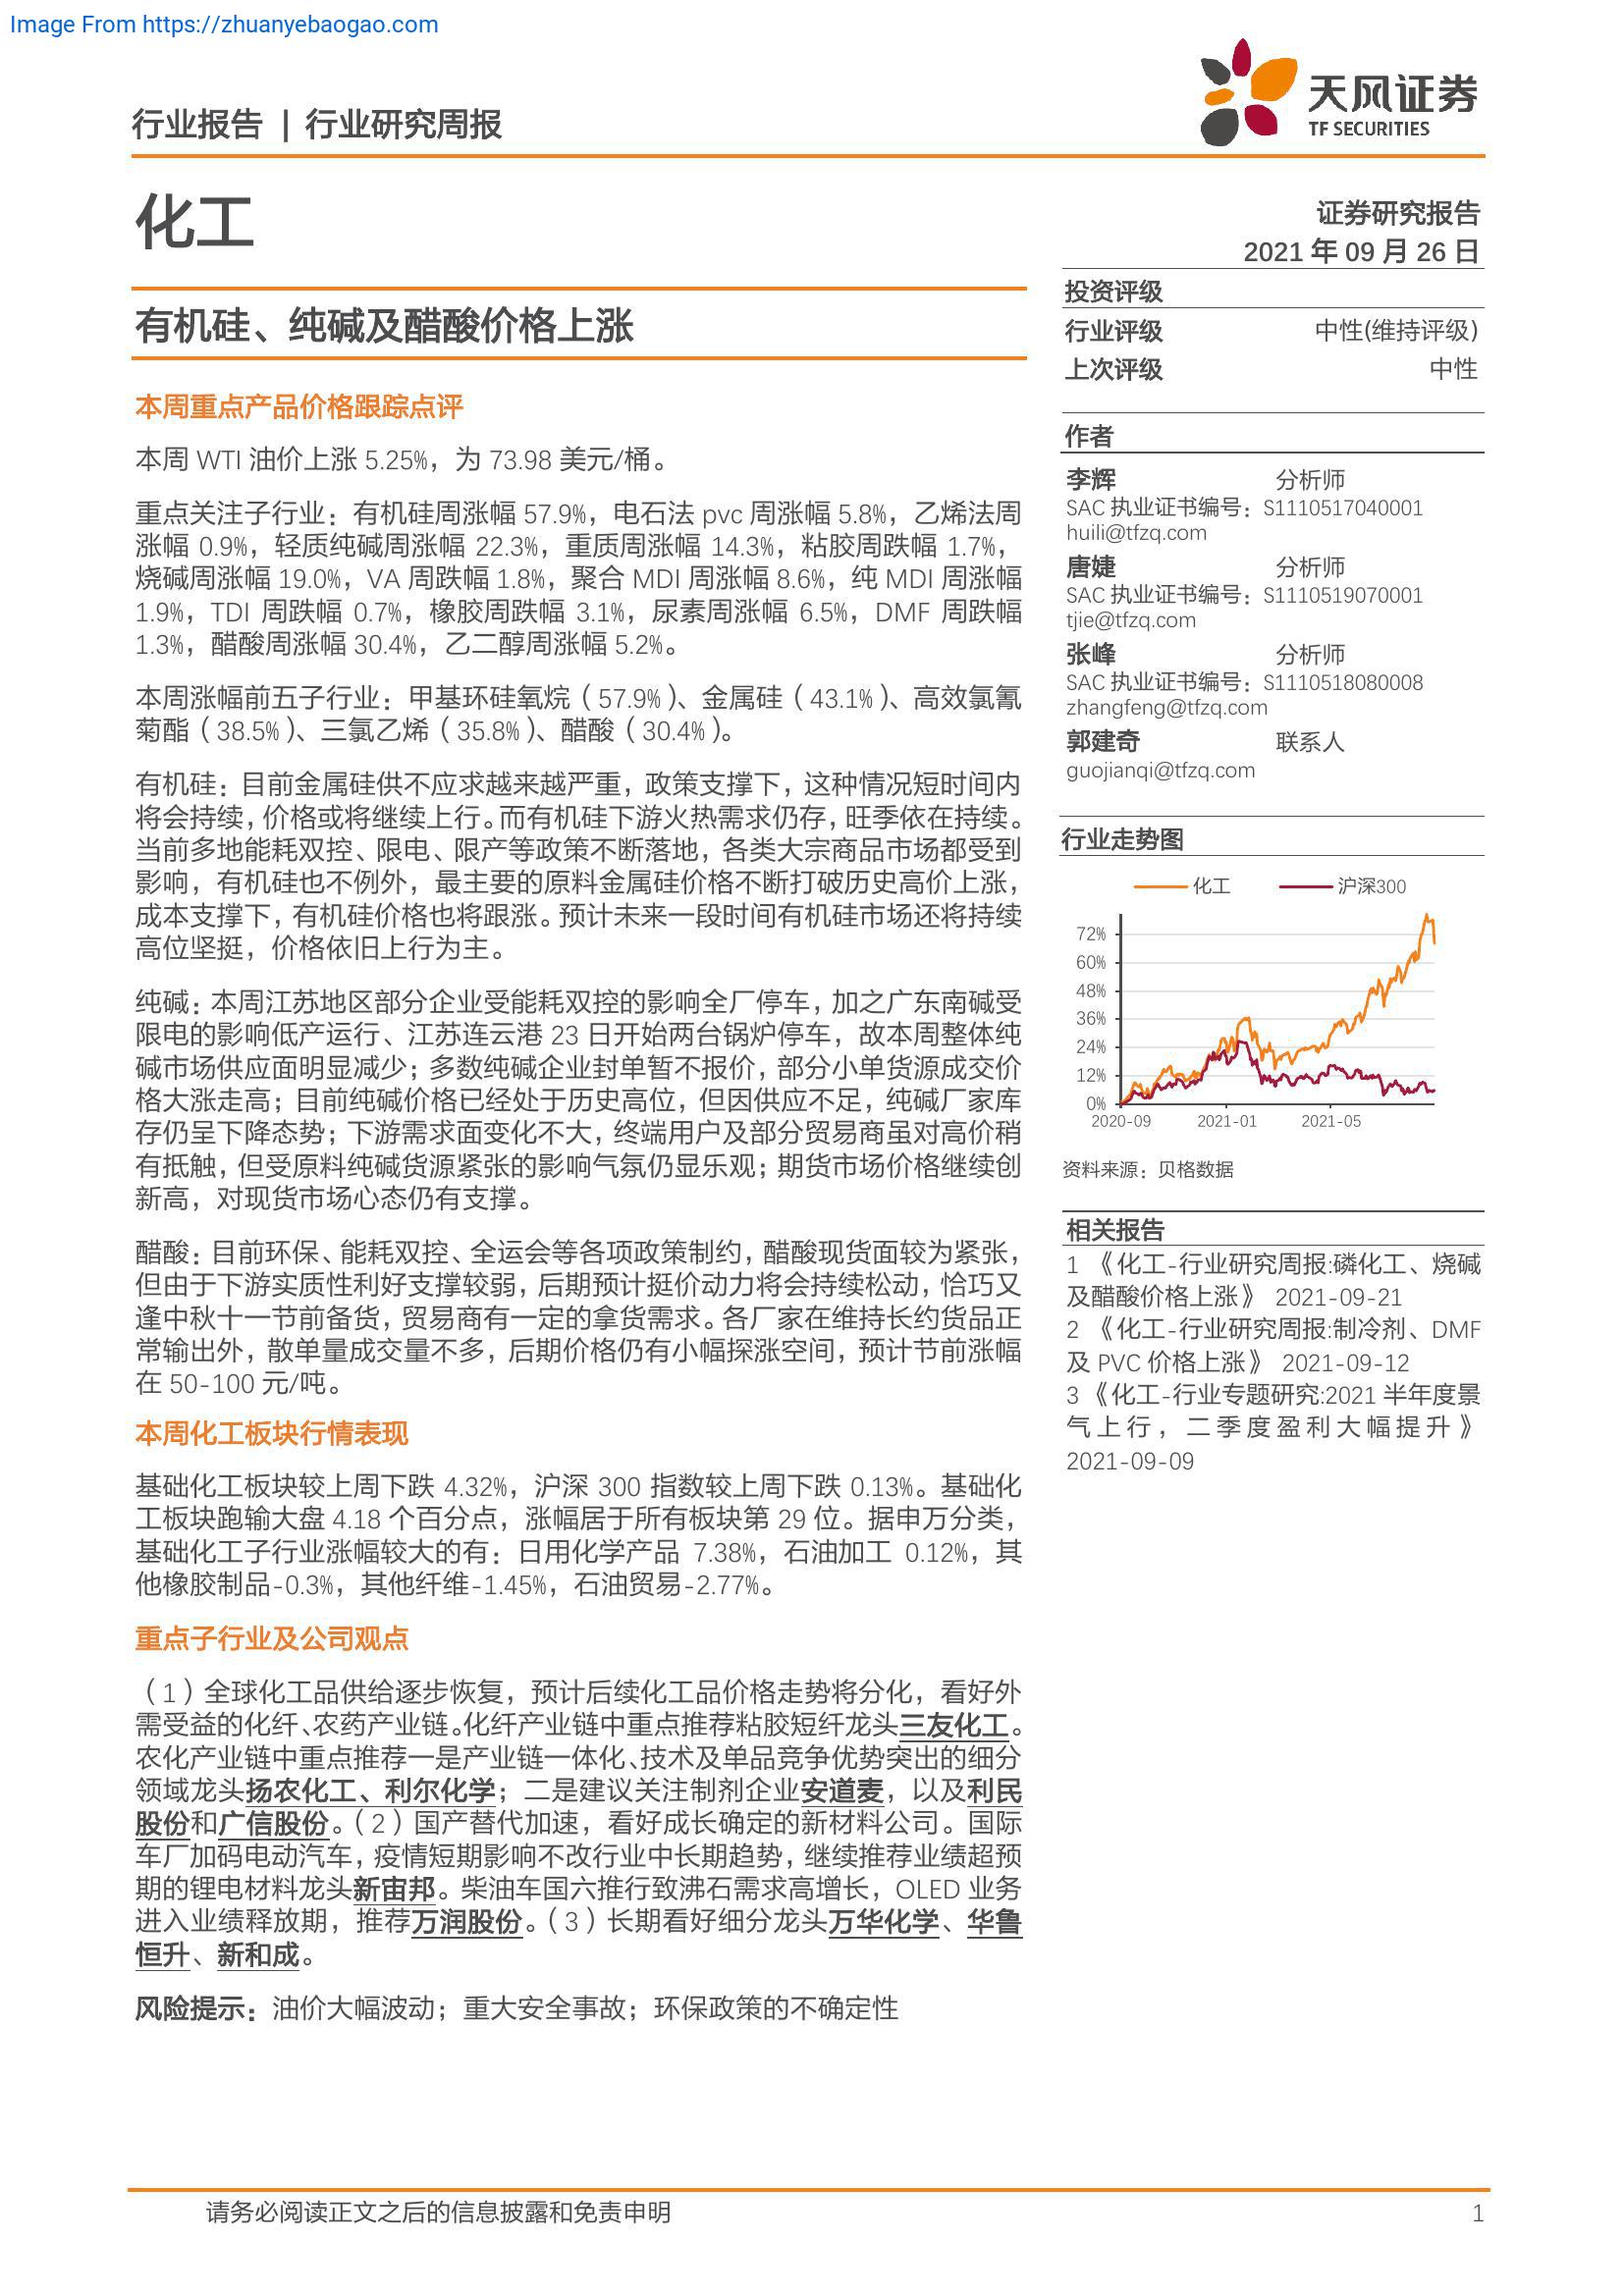 Image From https://zhuanyebaogao.com
行业报告 | 行业研究周报
天风证券
TF SECURITIES
化工
证券研究报告
2021 年 09 月 26 日
有机硅、纯碱及醋酸价格上涨
本周重点产品价格跟踪点评
本周 WTI 油价上涨 5.25%，为 73.98 美元/桶。
重点关注子行业：有机硅周涨幅 57.9%，电石法 pvc 周涨幅 5.8%，乙烯法周
涨幅 0.9%，轻质纯碱周涨幅 22.3%，重质周涨幅 14.3%，粘胶周跌幅 1.7%，
烧碱周涨幅 19.0%，VA 周跌幅 1.8%，聚合 MDI 周涨幅 8.6%，纯 MDI 周涨幅
1.9%，TDI 周跌幅 0.7%，橡胶周跌幅 3.1%，尿素周涨幅 6.5%，DMF 周跌幅
1.3%，醋酸周涨幅 30.4%，乙二醇周涨幅 5.2%。
本周涨幅前五子行业：甲基环硅氧烷（57.9%）、金属硅（43.1%）、高效氯氰
菊酯（38.5%）、三氯乙烯（35.8%）、醋酸（30.4%）。
有机硅：目前金属硅供不应求越来越严重，政策支撑下，这种情况短时间内
将会持续，价格或将继续上行。而有机硅下游火热需求仍存，旺季依在持续。
当前多地能耗双控、限电、限产等政策不断落地，各类大宗商品市场都受到
影响，有机硅也不例外，最主要的原料金属硅价格不断打破历史高价上涨，
成本支撑下，有机硅价格也将跟涨。预计未来一段时间有机硅市场还将持续
高位坚挺，价格依旧上行为主。
纯碱：本周江苏地区部分企业受能耗双控的影响全厂停车，加之广东南碱受
限电的影响低产运行、江苏连云港 23 日开始两台锅炉停车，故本周整体纯
碱市场供应面明显减少；多数纯碱企业封单暂不报价，部分小单货源成交价
格大涨走高；目前纯碱价格已经处于历史高位，但因供应不足，纯碱厂家库
存仍呈下降态势；下游需求面变化不大，终端用户及部分贸易商虽对高价稍
有抵触，但受原料纯碱货源紧张的影响气氛仍显乐观；期货市场价格继续创
新高，对现货市场心态仍有支撑。
醋酸：目前环保、能耗双控、全运会等各项政策制约，醋酸现货面较为紧张，
但由于下游实质性利好支撑较弱，后期预计挺价动力将会持续松动，恰巧又
逢中秋十一节前备货，贸易商有一定的拿货需求。各厂家在维持长约货品正
常输出外，散单量成交量不多，后期价格仍有小幅探涨空间，预计节前涨幅
在 50-100 元/吨。
本周化工板块行情表现
基础化工板块较上周下跌 4.32%，沪深 300 指数较上周下跌 0.13%。基础化
工板块跑输大盘 4.18 个百分点，涨幅居于所有板块第 29 位。据申万分类，
基础化工子行业涨幅较大的有：日用化学产品 7.38%，石油加工 0.12%，其
他橡胶制品-0.3%，其他纤维-1.45%，石油贸易-2.77%。
重点子行业及公司观点
（1）全球化工品供给逐步恢复，预计后续化工品价格走势将分化，看好外
需受益的化纤、农药产业链。化纤产业链中重点推荐粘胶短纤龙头三友化工。
农化产业链中重点推荐一是产业链一体化、技术及单品竞争优势突出的细分
领域龙头扬农化工、利尔化学；二是建议关注制剂企业安道麦，以及利民
股份和广信股份。（2）国产替代加速，看好成长确定的新材料公司。国际
车厂加码电动汽车，疫情短期影响不改行业中长期趋势，继续推荐业绩超预
期的锂电材料龙头新宙邦。柴油车国六推行致沸石需求高增长，OLED 业务
进入业绩释放期，推荐万润股份。（3）长期看好细分龙头万华化学、华鲁
恒升、新和成。
风险提示：油价大幅波动；重大安全事故；环保政策的不确定性
投资评级
行业评级 中性(维持评级)
上次评级 中性
作者
李辉 分析师
SAC 执业证书编号：S1110517040001
huili@tfzq.com
唐婕 分析师
SAC 执业证书编号：S1110519070001
tjie@tfzq.com
张峰 分析师
SAC 执业证书编号：S1110518080008
zhangfeng@tfzq.com
郭建奇 联系人
guojianqi@tfzq.com
行业走势图
化工 沪深300
72%
60%
48%
36%
24%
12%
0%
2020-09 2021-01 2021-05
资料来源：贝格数据
相关报告
1 《化工-行业研究周报:磷化工、烧碱
及醋酸价格上涨》 2021-09-21
2 《化工-行业研究周报:制冷剂、DMF
及 PVC 价格上涨》 2021-09-12
3 《化工-行业专题研究:2021 半年度景
气上行，二季度盈利大幅提升》
2021-09-09
请务必阅读正文之后的信息披露和免责申明 1